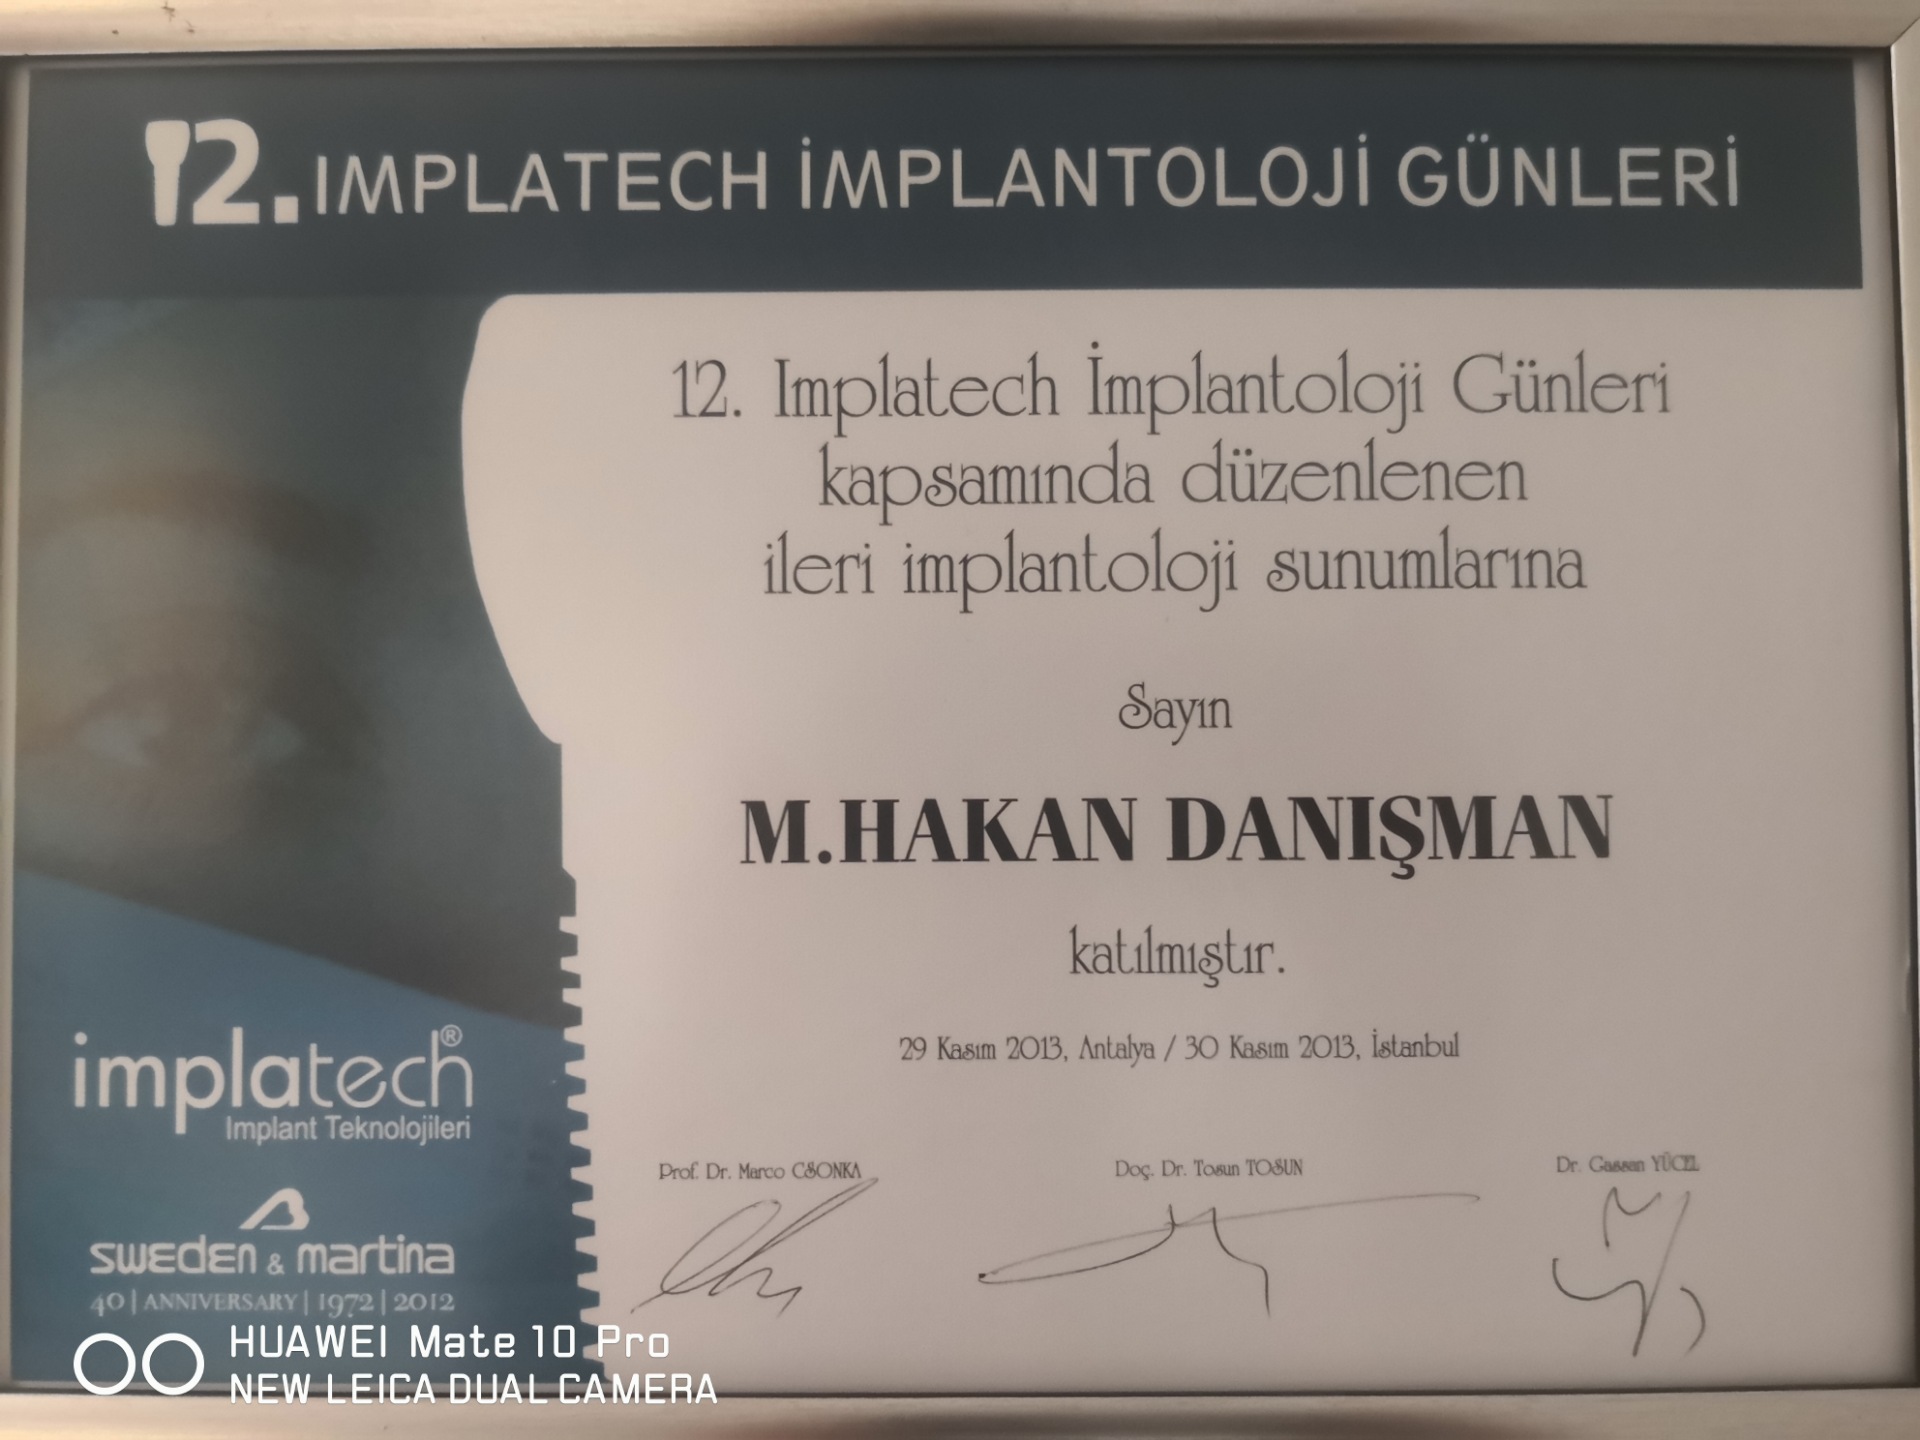 12. IMPLATECH İMPLANTOLOJİ GÜNLERİ
12. Implatech İmplantoloji Günleri
kapsamında düzenlenen
ileri implantoloji sunumlarına
Sayın
M.HAKAN DANIŞMAN
katılmıştır.
29 Kasım 2013, Antalya / 30 Kasım 2013, İstanbul
Prof. Dr. Marco CSONKA
Doç. Dr. Tosun TOSUN
Dr. Gassan YÜCEL
implatech®
Implant Teknolojileri
sweden & martina
40 | ANNIVERSARY | 1972 | 2012
HUAWEI Mate 10 Pro
NEW LEICA DUAL CAMERA